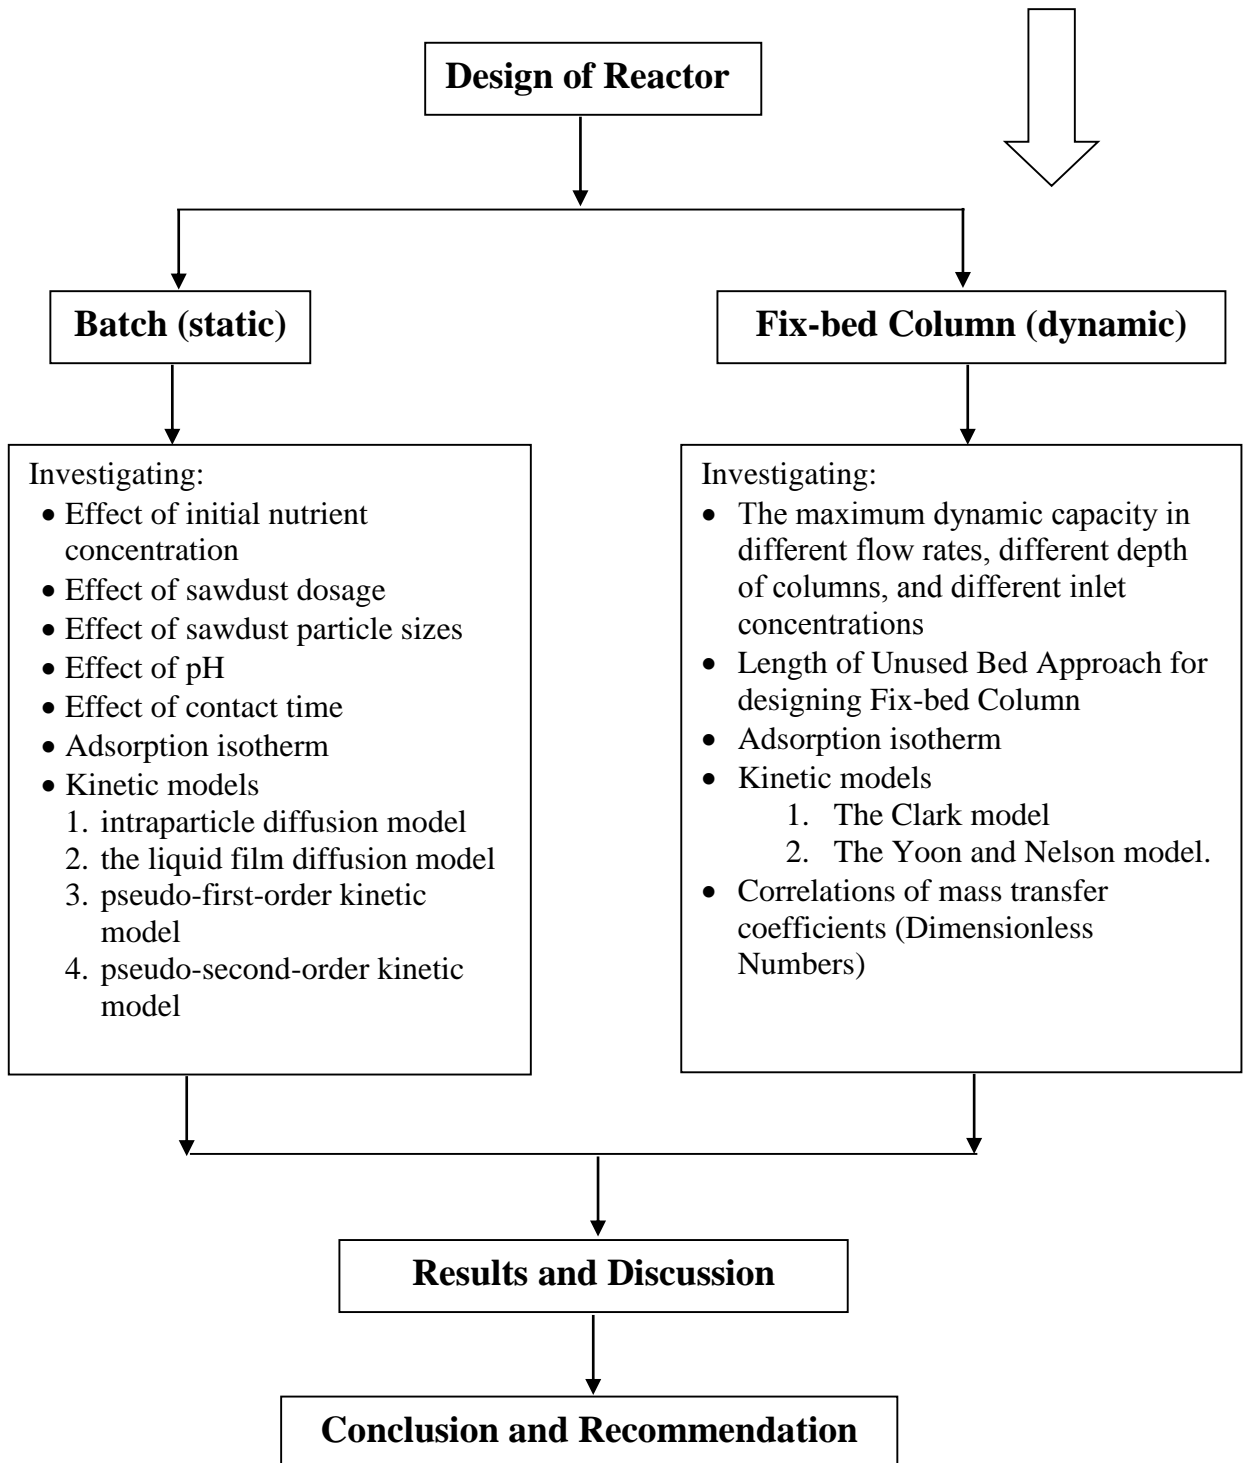 Design of Reactor
Batch (static)
Fix-bed Column (dynamic)
Investigating:
• Effect of initial nutrient
concentration
• Effect of sawdust dosage
• Effect of sawdust particle sizes
• Effect of pH
• Effect of contact time
• Adsorption isotherm
• Kinetic models
1. intraparticle diffusion model
2. the liquid film diffusion model
3. pseudo-first-order kinetic
model
4. pseudo-second-order kinetic
model
Investigating:
• The maximum dynamic capacity in
different flow rates, different depth
of columns, and different inlet
concentrations
• Length of Unused Bed Approach for
designing Fix-bed Column
• Adsorption isotherm
• Kinetic models
1. The Clark model
2. The Yoon and Nelson model.
• Correlations of mass transfer
coefficients (Dimensionless
Numbers)
Results and Discussion
Conclusion and Recommendation